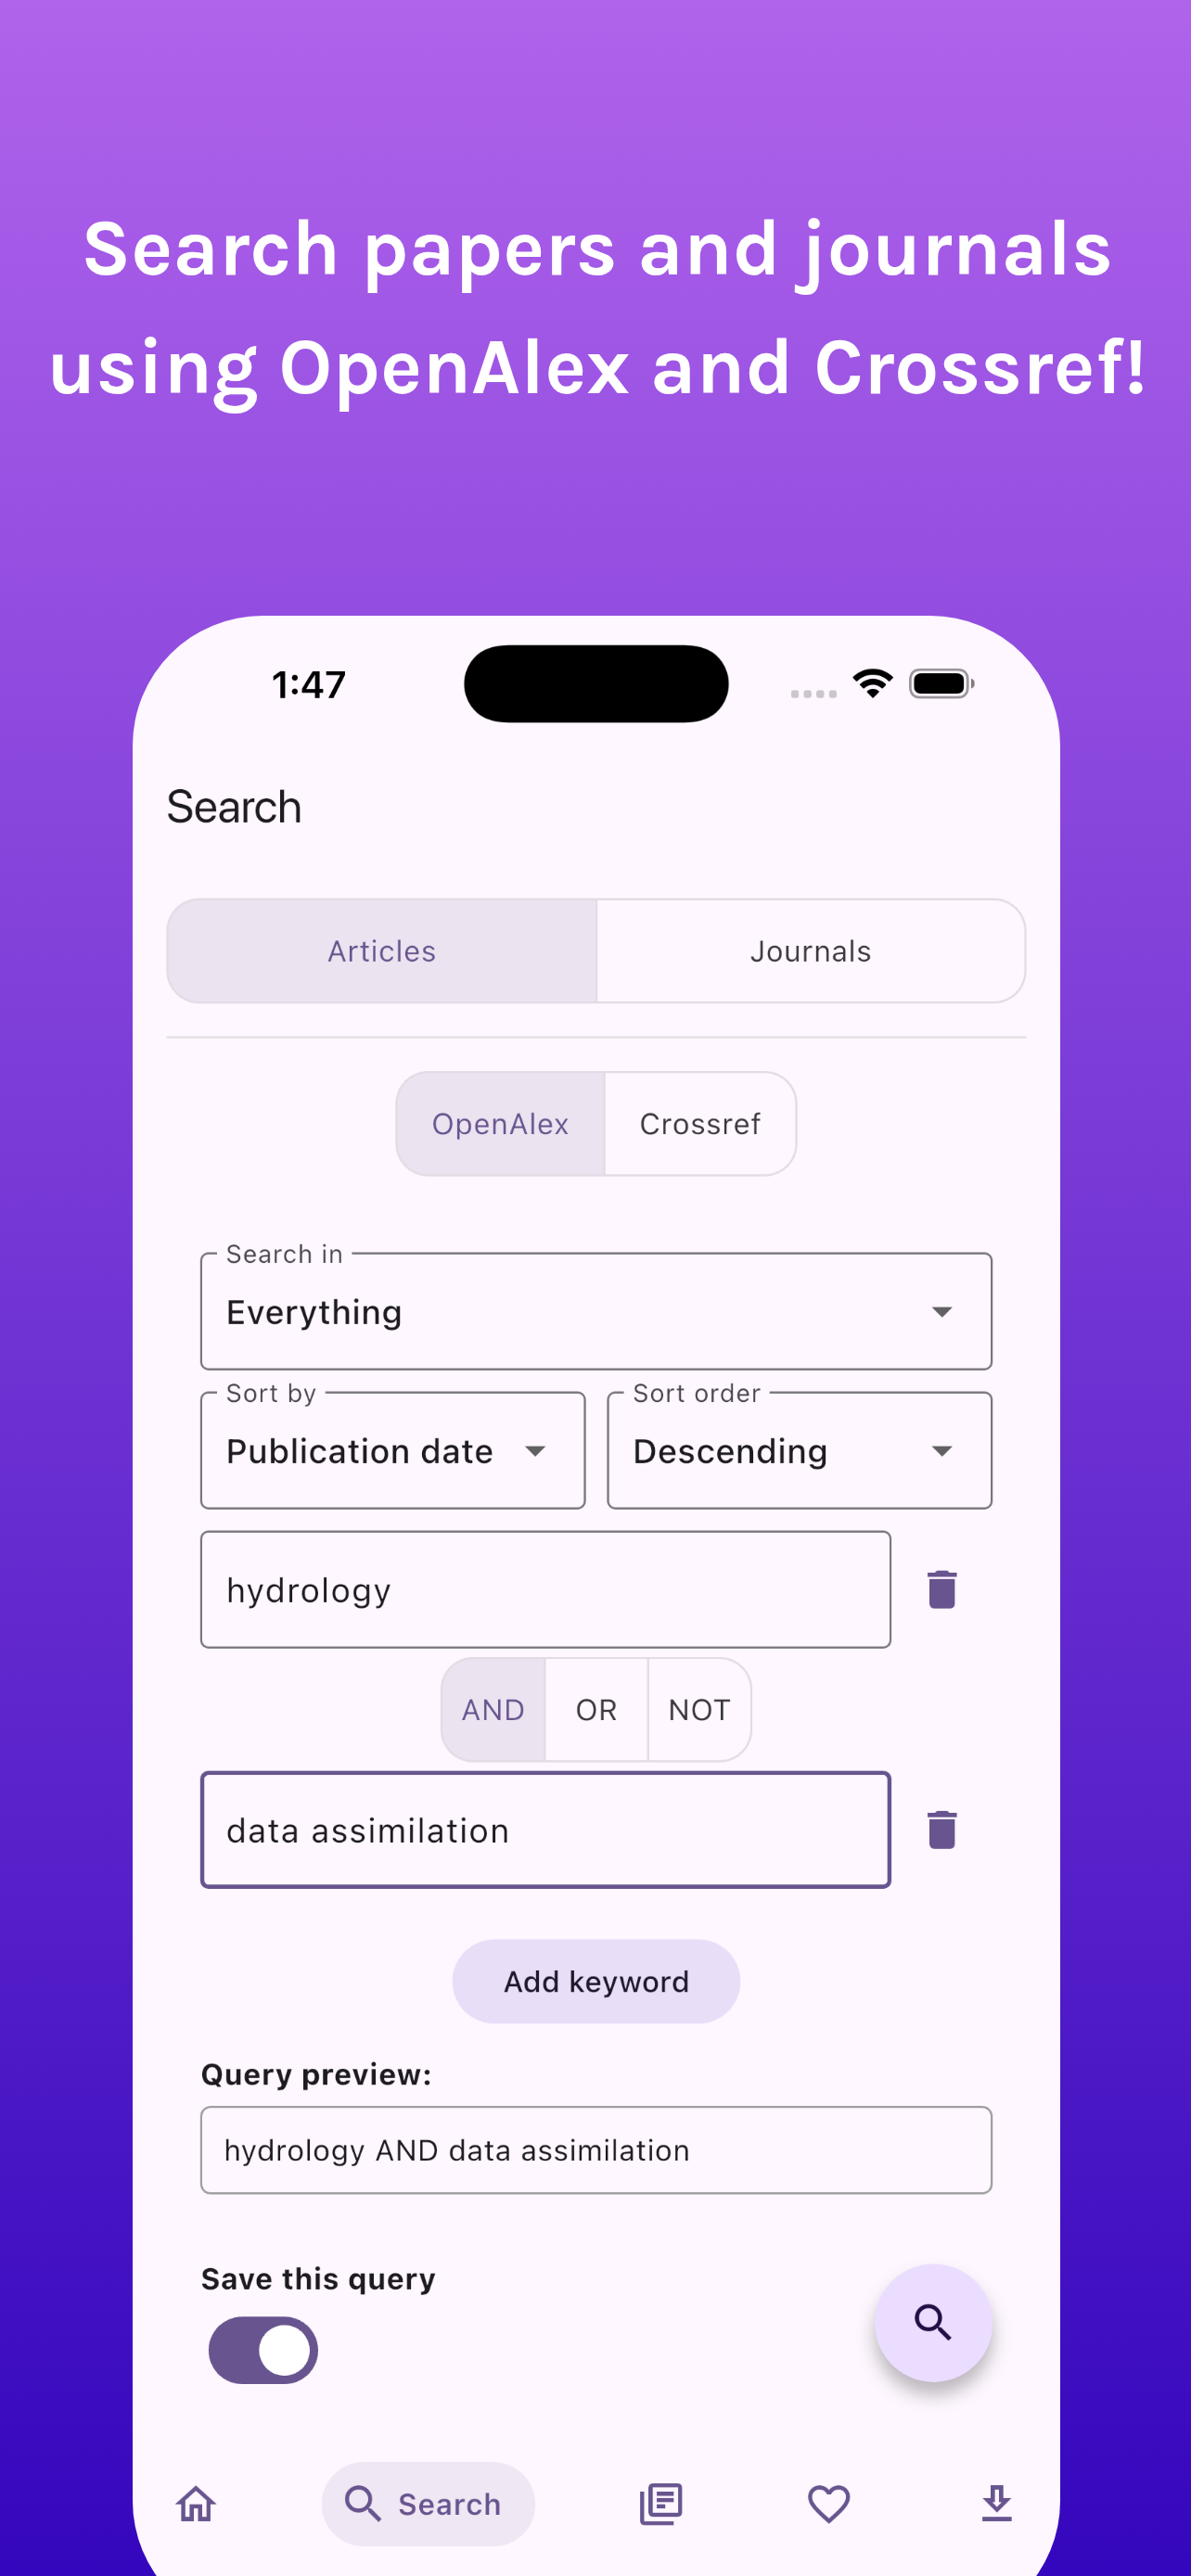 Search papers and journals
using OpenAlex and Crossref!
1:47
Search
Articles
Journals
OpenAlex
Crossref
Search in
Everything
Sort by
Sort order
Publication date
Descending
hydrology
AND
OR
NOT
data assimilation
Add keyword
Query preview:
hydrology AND data assimilation
Save this query
Search